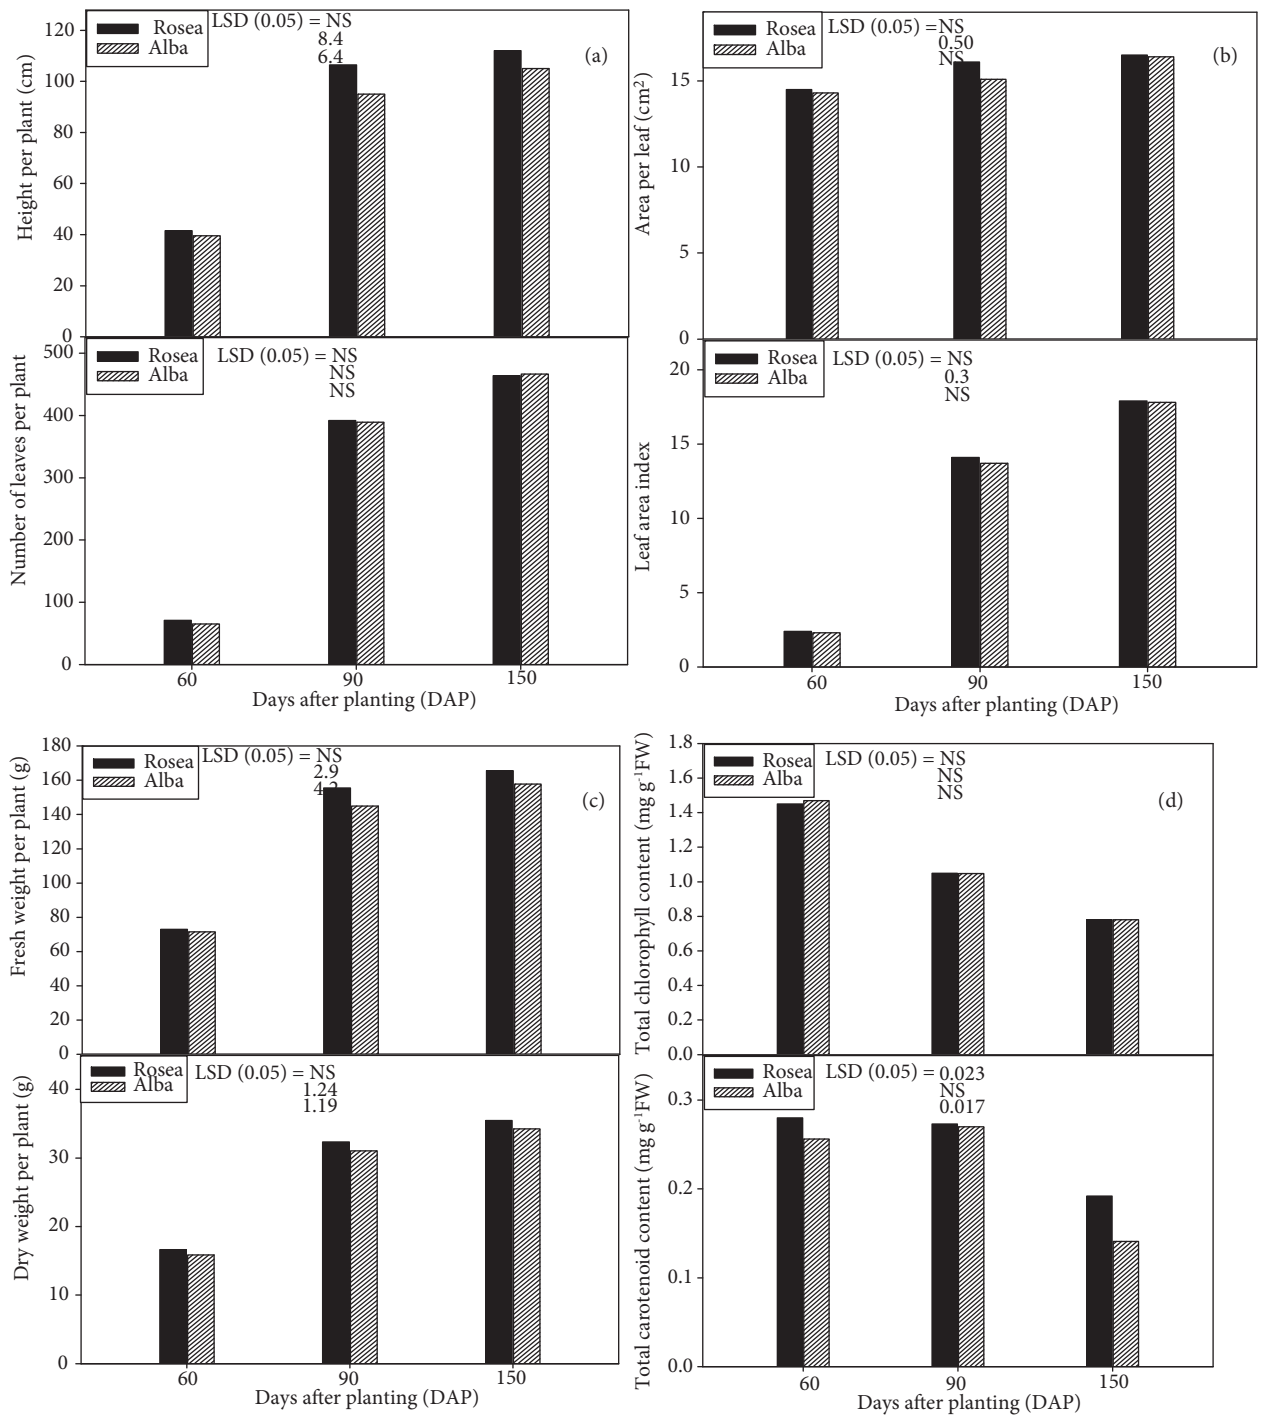 Rosea
Alba
LSD (0.05) = NS
8.4
6.4
(a)
120
100
80
60
40
20
0
Height per plant (cm)
Rosea
Alba
LSD (0.05) = NS
NS
NS
500
400
300
200
100
0
Number of leaves per plant
60
90
150
Days after planting (DAP)
Rosea
Alba
LSD (0.05) =NS
0.50
NS
(b)
15
10
5
0
Area per leaf (cm²)
Rosea
Alba
LSD (0.05) = NS
0.3
NS
20
15
10
5
0
Leaf area index
60
90
150
Days after planting (DAP)
Rosea
Alba
LSD (0.05) = NS
2.9
(c)
180
160
140
120
100
80
60
40
20
0
Fresh weight per plant (g)
Rosea
Alba
LSD (0.05) = NS
1.24
1.19
40
30
20
10
0
Dry weight per plant (g)
60
90
150
Days after planting (DAP)
Rosea
Alba
LSD (0.05) = NS
NS
NS
(d)
1.8
1.6
1.4
1.2
1.0
0.8
0.6
0.4
0.2
0.0
Total chlorophyll content (mg g⁻¹FW)
Rosea
Alba
LSD (0.05) = 0.023
NS
0.017
0.3
0.2
0.1
0.0
Total carotenoid content (mg g⁻¹FW)
60
90
150
Days after planting (DAP)